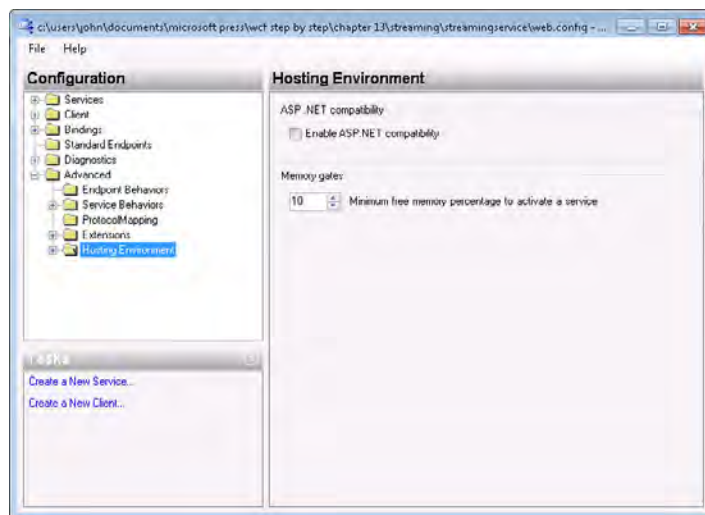 c:\users\john\documents\microsoft press\wcf step by step\chapter 13\streaming\streamingservice\web.config - ...
File Help
Configuration
Services
Client
Bindings
Standard Endpoints
Diagnostics
Advanced
Endpoint Behaviors
Service Behaviors
ProtocolMapping
Extensions
Hosting Environment
Tasks
Create a New Service...
Create a New Client...
Hosting Environment
ASP .NET compatibility
Enable ASP.NET compatibility
Memory gates
10 Minimum free memory percentage to activate a service